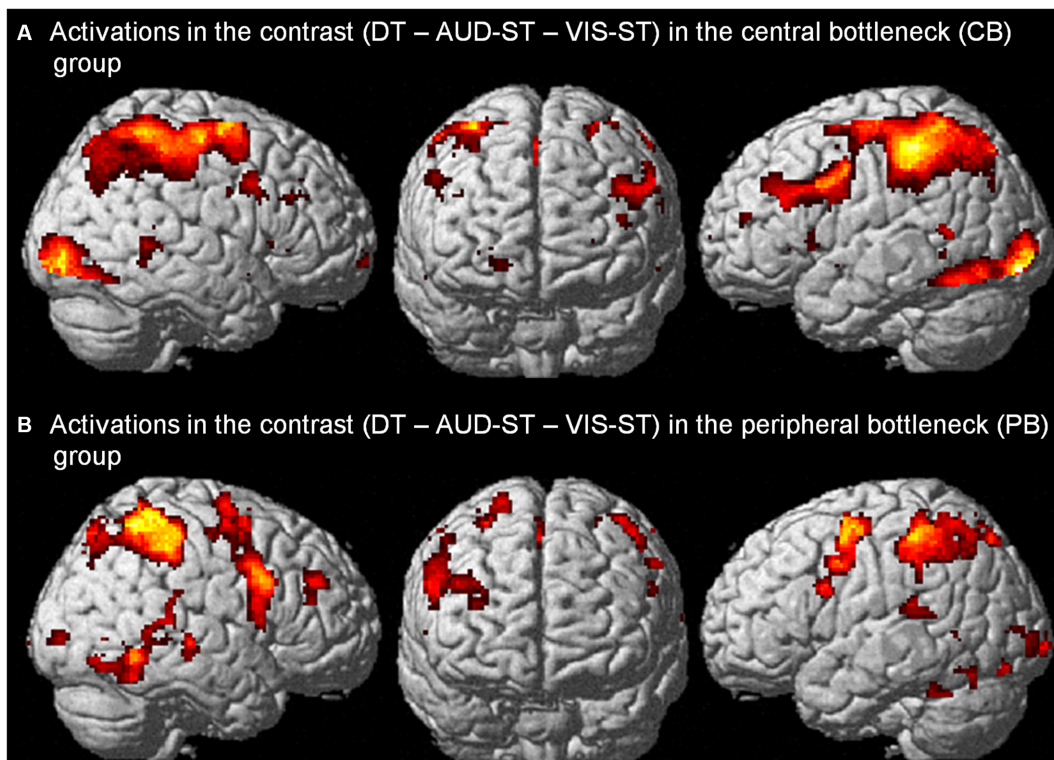 A Activations in the contrast (DT – AUD-ST – VIS-ST) in the central bottleneck (CB)
group
B Activations in the contrast (DT – AUD-ST – VIS-ST) in the peripheral bottleneck (PB)
group